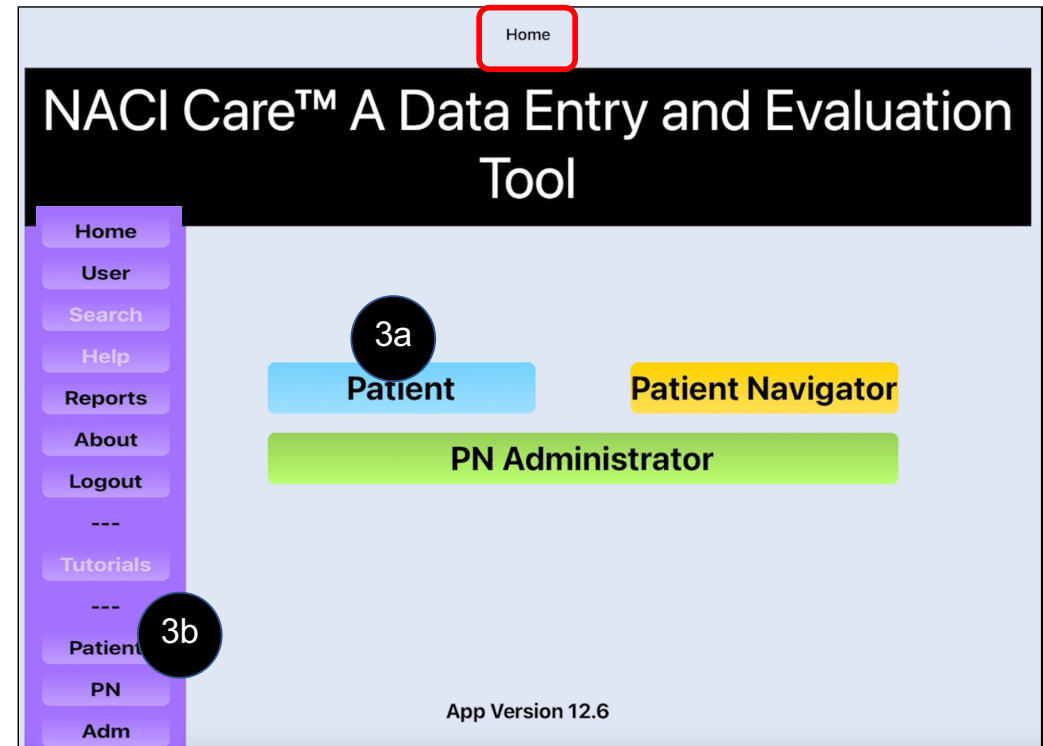 Home
NACI Care™ A Data Entry and Evaluation
Tool
Home
User
Search
Help
Reports
About
Logout
---
Tutorials
---
Patient
3b
PN
Adm
3a
Patient
Patient Navigator
PN Administrator
App Version 12.6